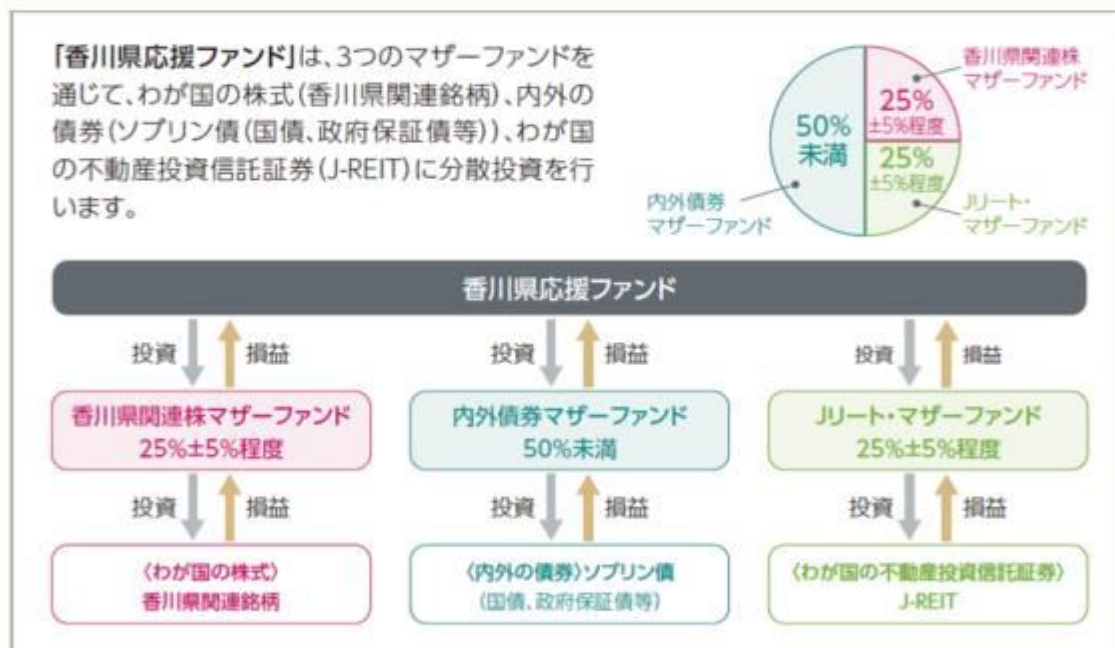 「香川県応援ファンド」は、3つのマザーファンドを
通じて、わが国の株式(香川県関連銘柄)、内外の
債券(ソブリン債(国債、政府保証債等))、わが国
の不動産投資信託証券(J-REIT)に分散投資を行
います。
香川県関連株
マザーファンド
25%
±5%程度
50%
未満
25%
±5%程度
内外債券
マザーファンド
Jリート・
マザーファンド
香川県応援ファンド
投資 損益 投資 損益 投資 損益
香川県関連株マザーファンド
25%±5%程度
内外債券マザーファンド
50%未満
Jリート・マザーファンド
25%±5%程度
投資 損益 投資 損益 投資 損益
〈わが国の株式〉
香川県関連銘柄
〈内外の債券〉ソブリン債
(国債、政府保証債等)
〈わが国の不動産投資信託証券〉
J-REIT